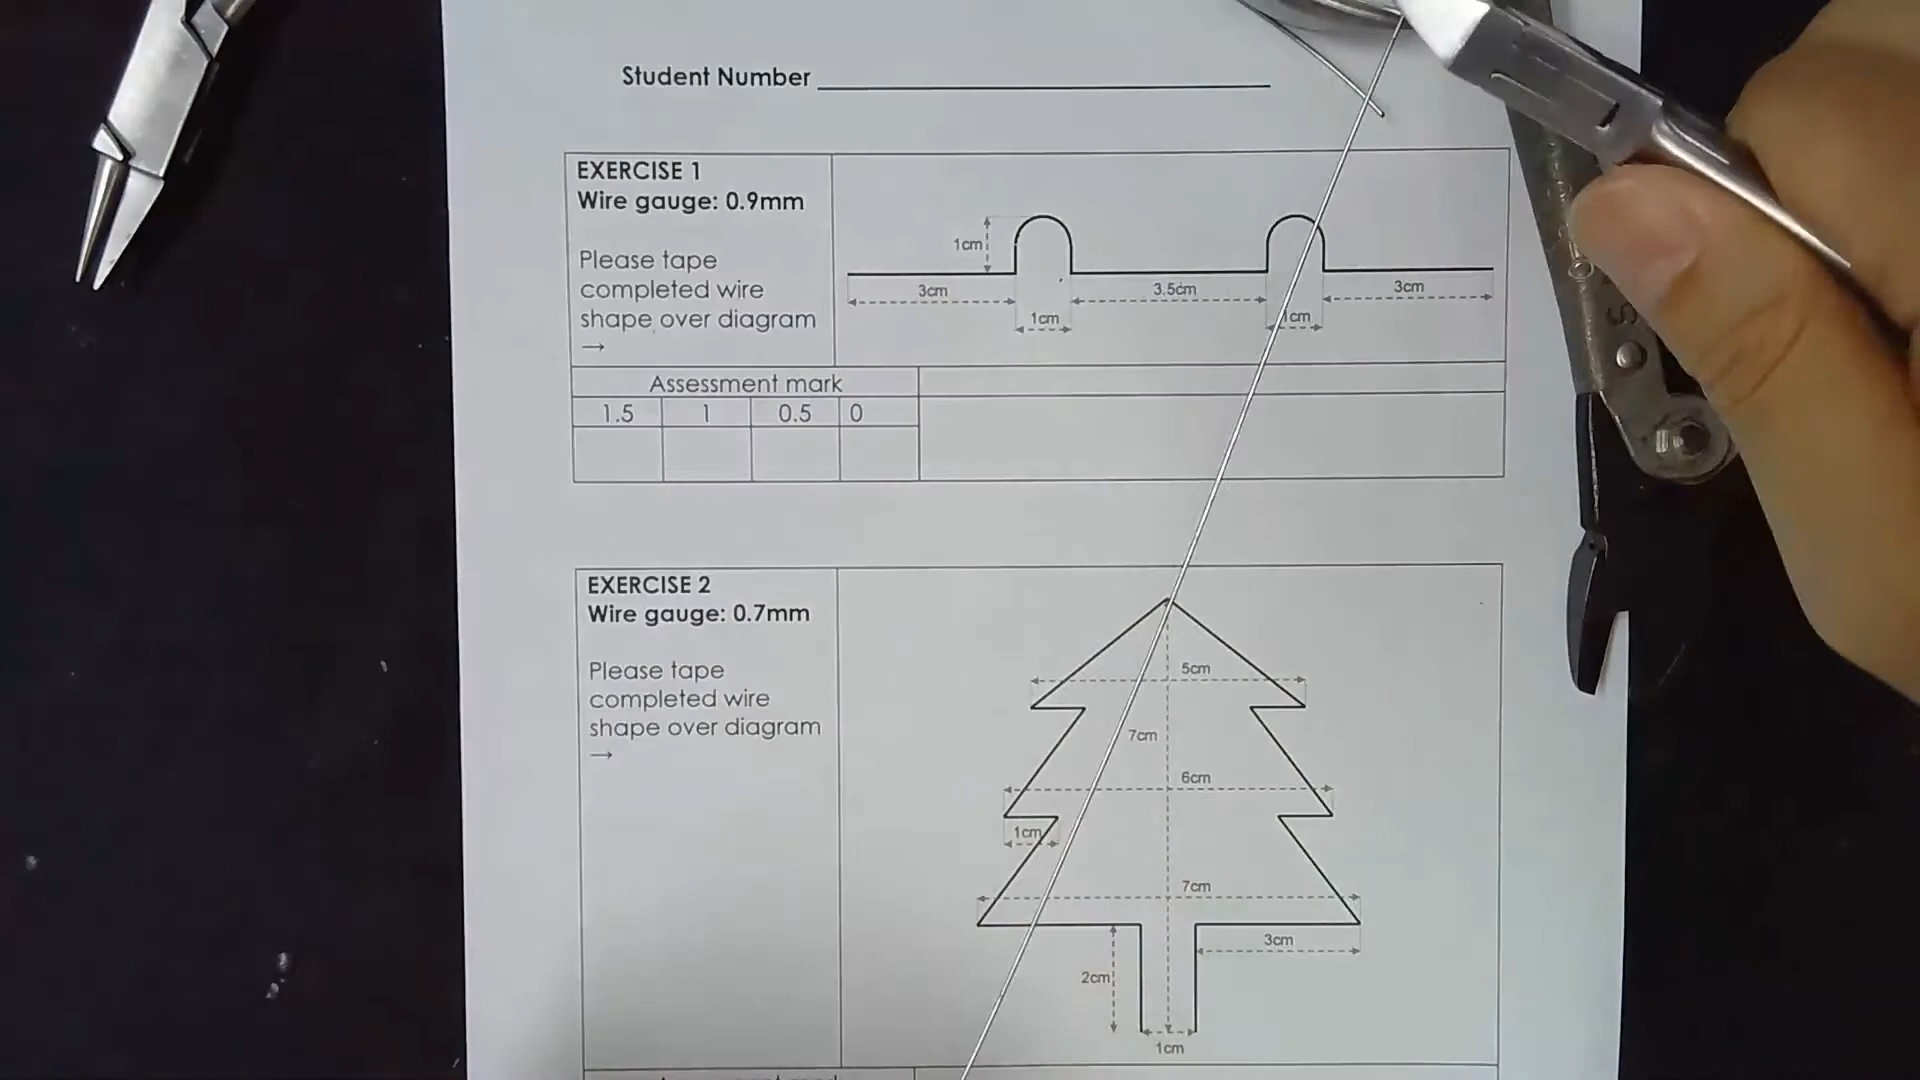 Student Number
EXERCISE 1
Wire gauge: 0.9mm
Please tape
completed wire
shape over diagram
→
1cm
3cm
3.5cm
3cm
1cm
1cm
Assessment mark
1.5 1 0.5 0
EXERCISE 2
Wire gauge: 0.7mm
Please tape
completed wire
shape over diagram
→
5cm
7cm
6cm
1cm
7cm
3cm
2cm
1cm